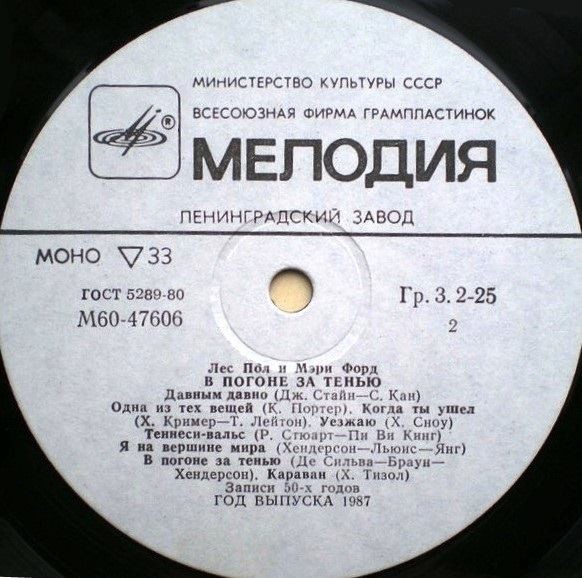 МИНИСТЕРСТВО КУЛЬТУРЫ СССР
ВСЕСОЮЗНАЯ ФИРМА ГРАМПЛАСТИНОК
®
МЕЛОДИЯ
ЛЕНИНГРАДСКИЙ ЗАВОД
МОНО ▽ 33
ГОСТ 5289-80
М60-47606
Гр. 3. 2-25
2
Лес Пол и Мэри Форд
В ПОГОНЕ ЗА ТЕНЬЮ
Давным давно (Дж. Стайн—С. Кан)
Одна из тех вещей (К. Портер). Когда ты ушел
(Х. Кример—Т. Лейтон). Уезжаю (Х. Сноу)
Теннеси-вальс (Р. Стюарт—Пи Ви Кинг)
Я на вершине мира (Хендерсон—Льюис—Янг)
В погоне за тенью (Де Сильва—Браун—
Хендерсон). Караван (Х. Тизол)
Записи 50-х годов
ГОД ВЫПУСКА 1987